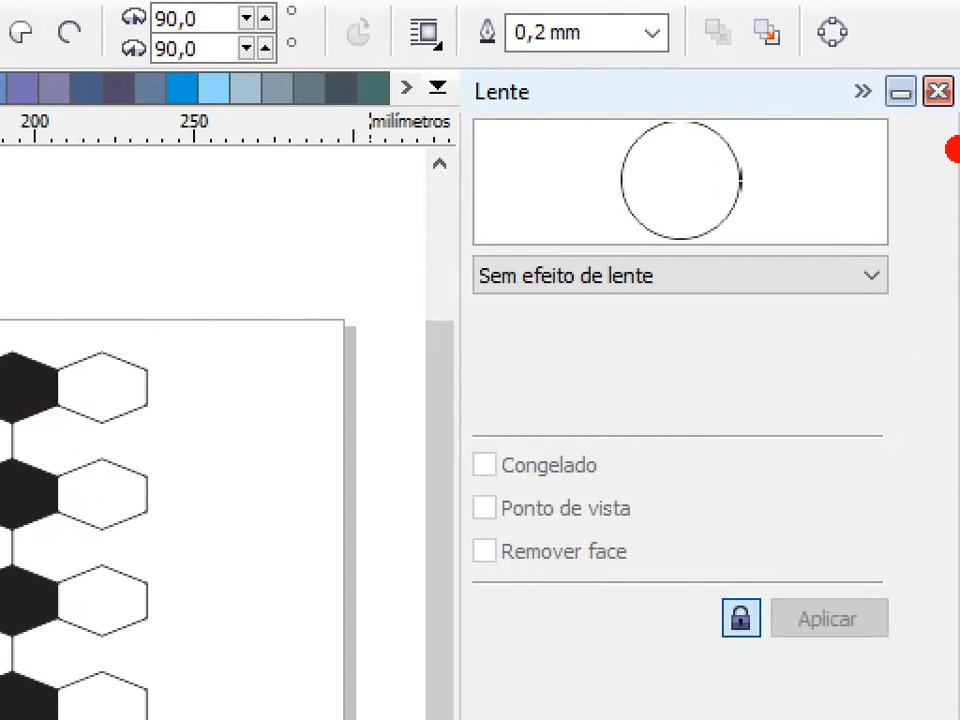 90,0
90,0
0,2 mm
Lente
200
250
milímetros
Sem efeito de lente
Congelado
Ponto de vista
Remover face
Aplicar